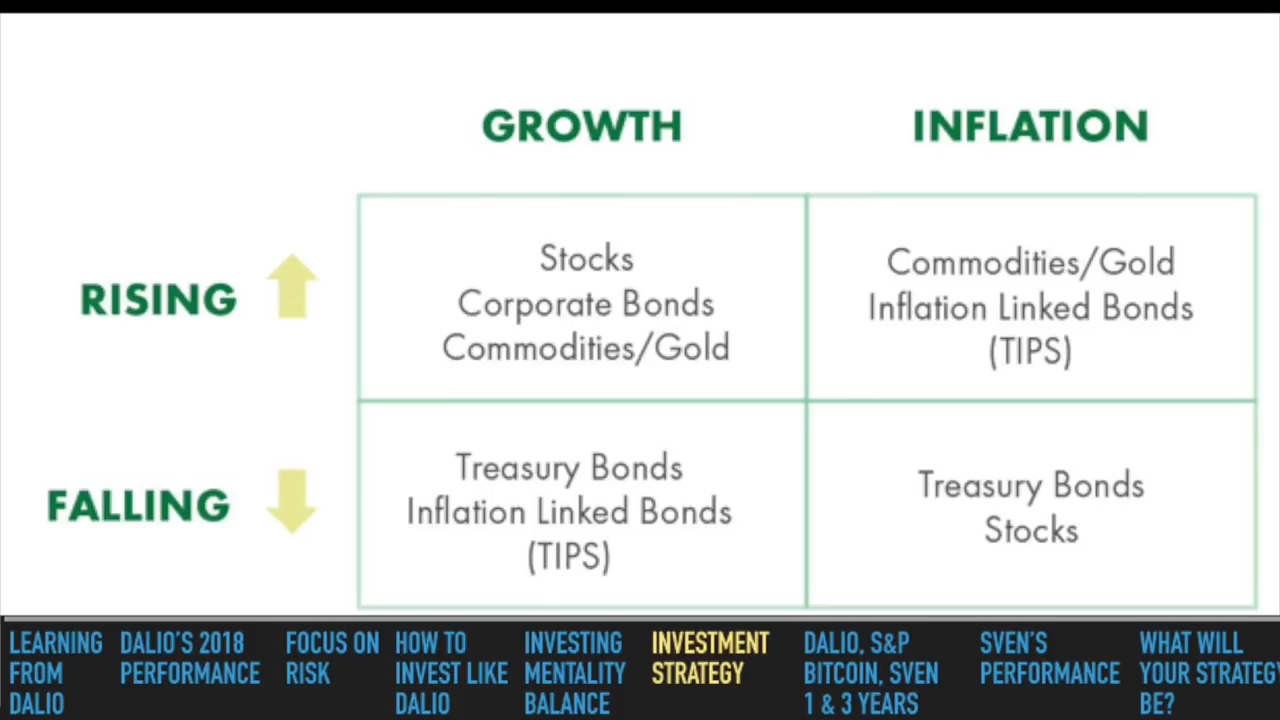 GROWTH
INFLATION
RISING
Stocks
Corporate Bonds
Commodities/Gold
Commodities/Gold
Inflation Linked Bonds
(TIPS)
FALLING
Treasury Bonds
Inflation Linked Bonds
(TIPS)
Treasury Bonds
Stocks
LEARNING
FROM
DALIO
DALIO'S 2018
PERFORMANCE
FOCUS ON
RISK
HOW TO
INVEST LIKE
DALIO
INVESTING
MENTALITY
BALANCE
INVESTMENT
STRATEGY
DALIO, S&P
BITCOIN, SVEN
1 & 3 YEARS
SVEN'S
PERFORMANCE
WHAT WILL
YOUR STRATEGY
BE?